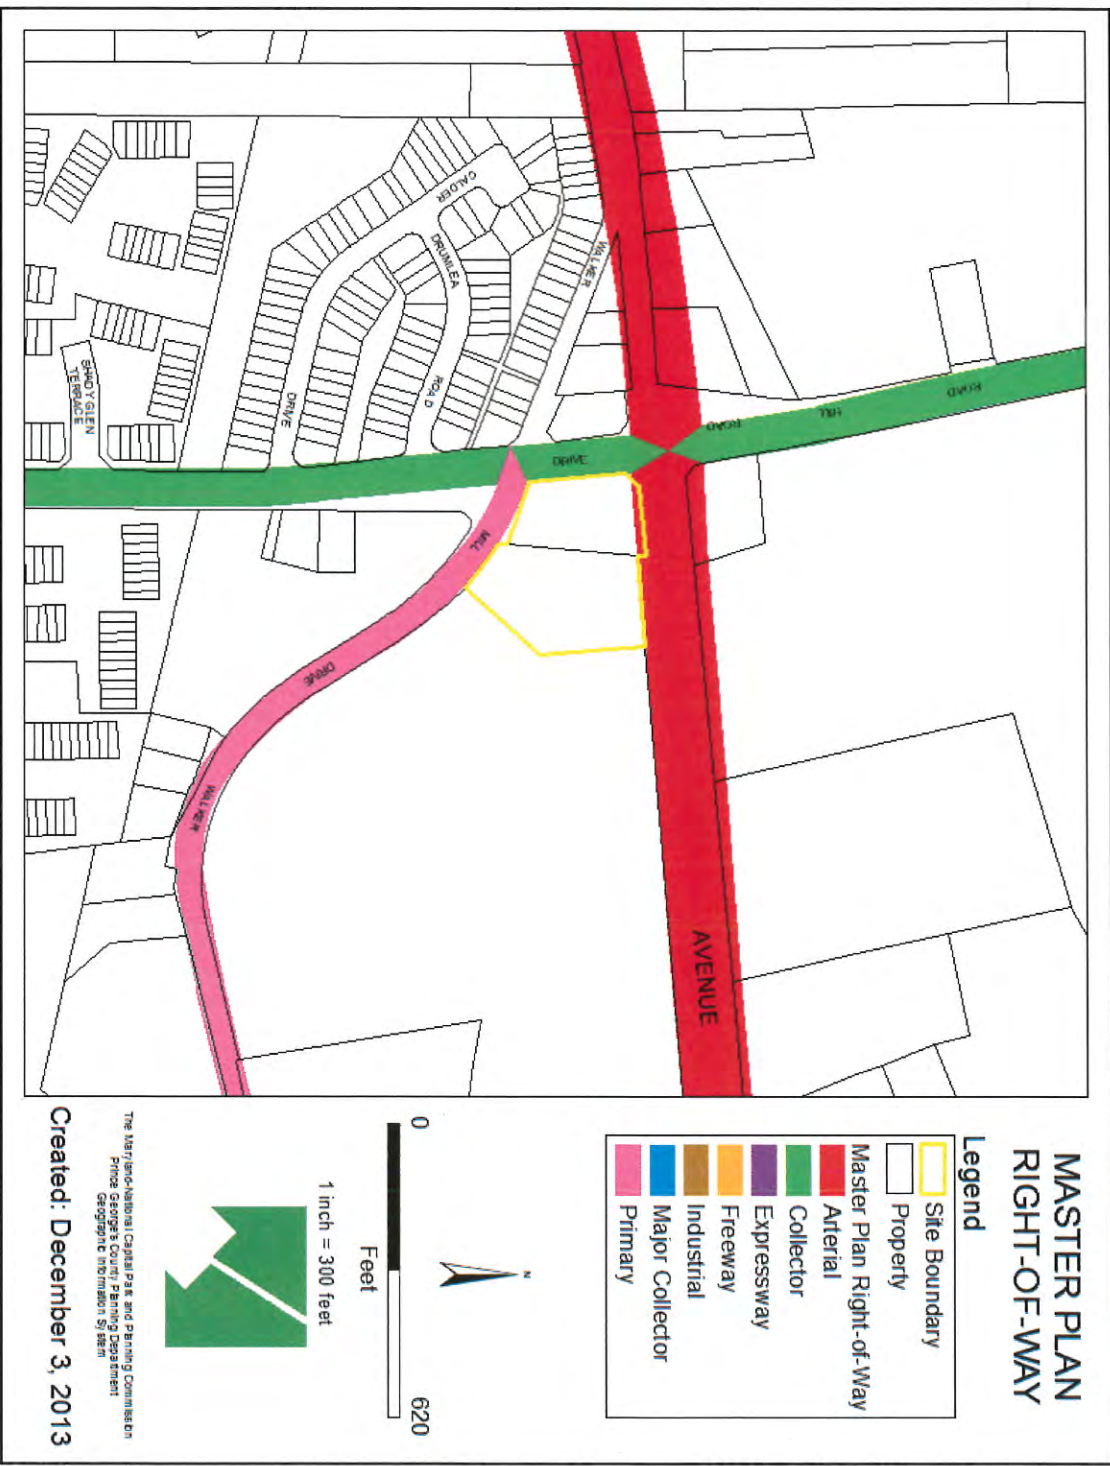 MASTER PLAN
RIGHT-OF-WAY
Legend
Site Boundary
Property
Master Plan Right-of-Way
Arterial
Collector
Expressway
Freeway
Industrial
Major Collector
Primary
N
0
620
Feet
1 inch = 300 feet
The Maryland-National Capital Park and Planning Commission
Prince George's County Planning Department
Geographic Information System
Created: December 3, 2013
ROAD
HILL
ROAD
WALKER
CALDER
DRUMLEA
ROAD
DRIVE
DRIVE
SHADY GLEN
TERRACE
MILL
DRIVE
WALKER
AVENUE